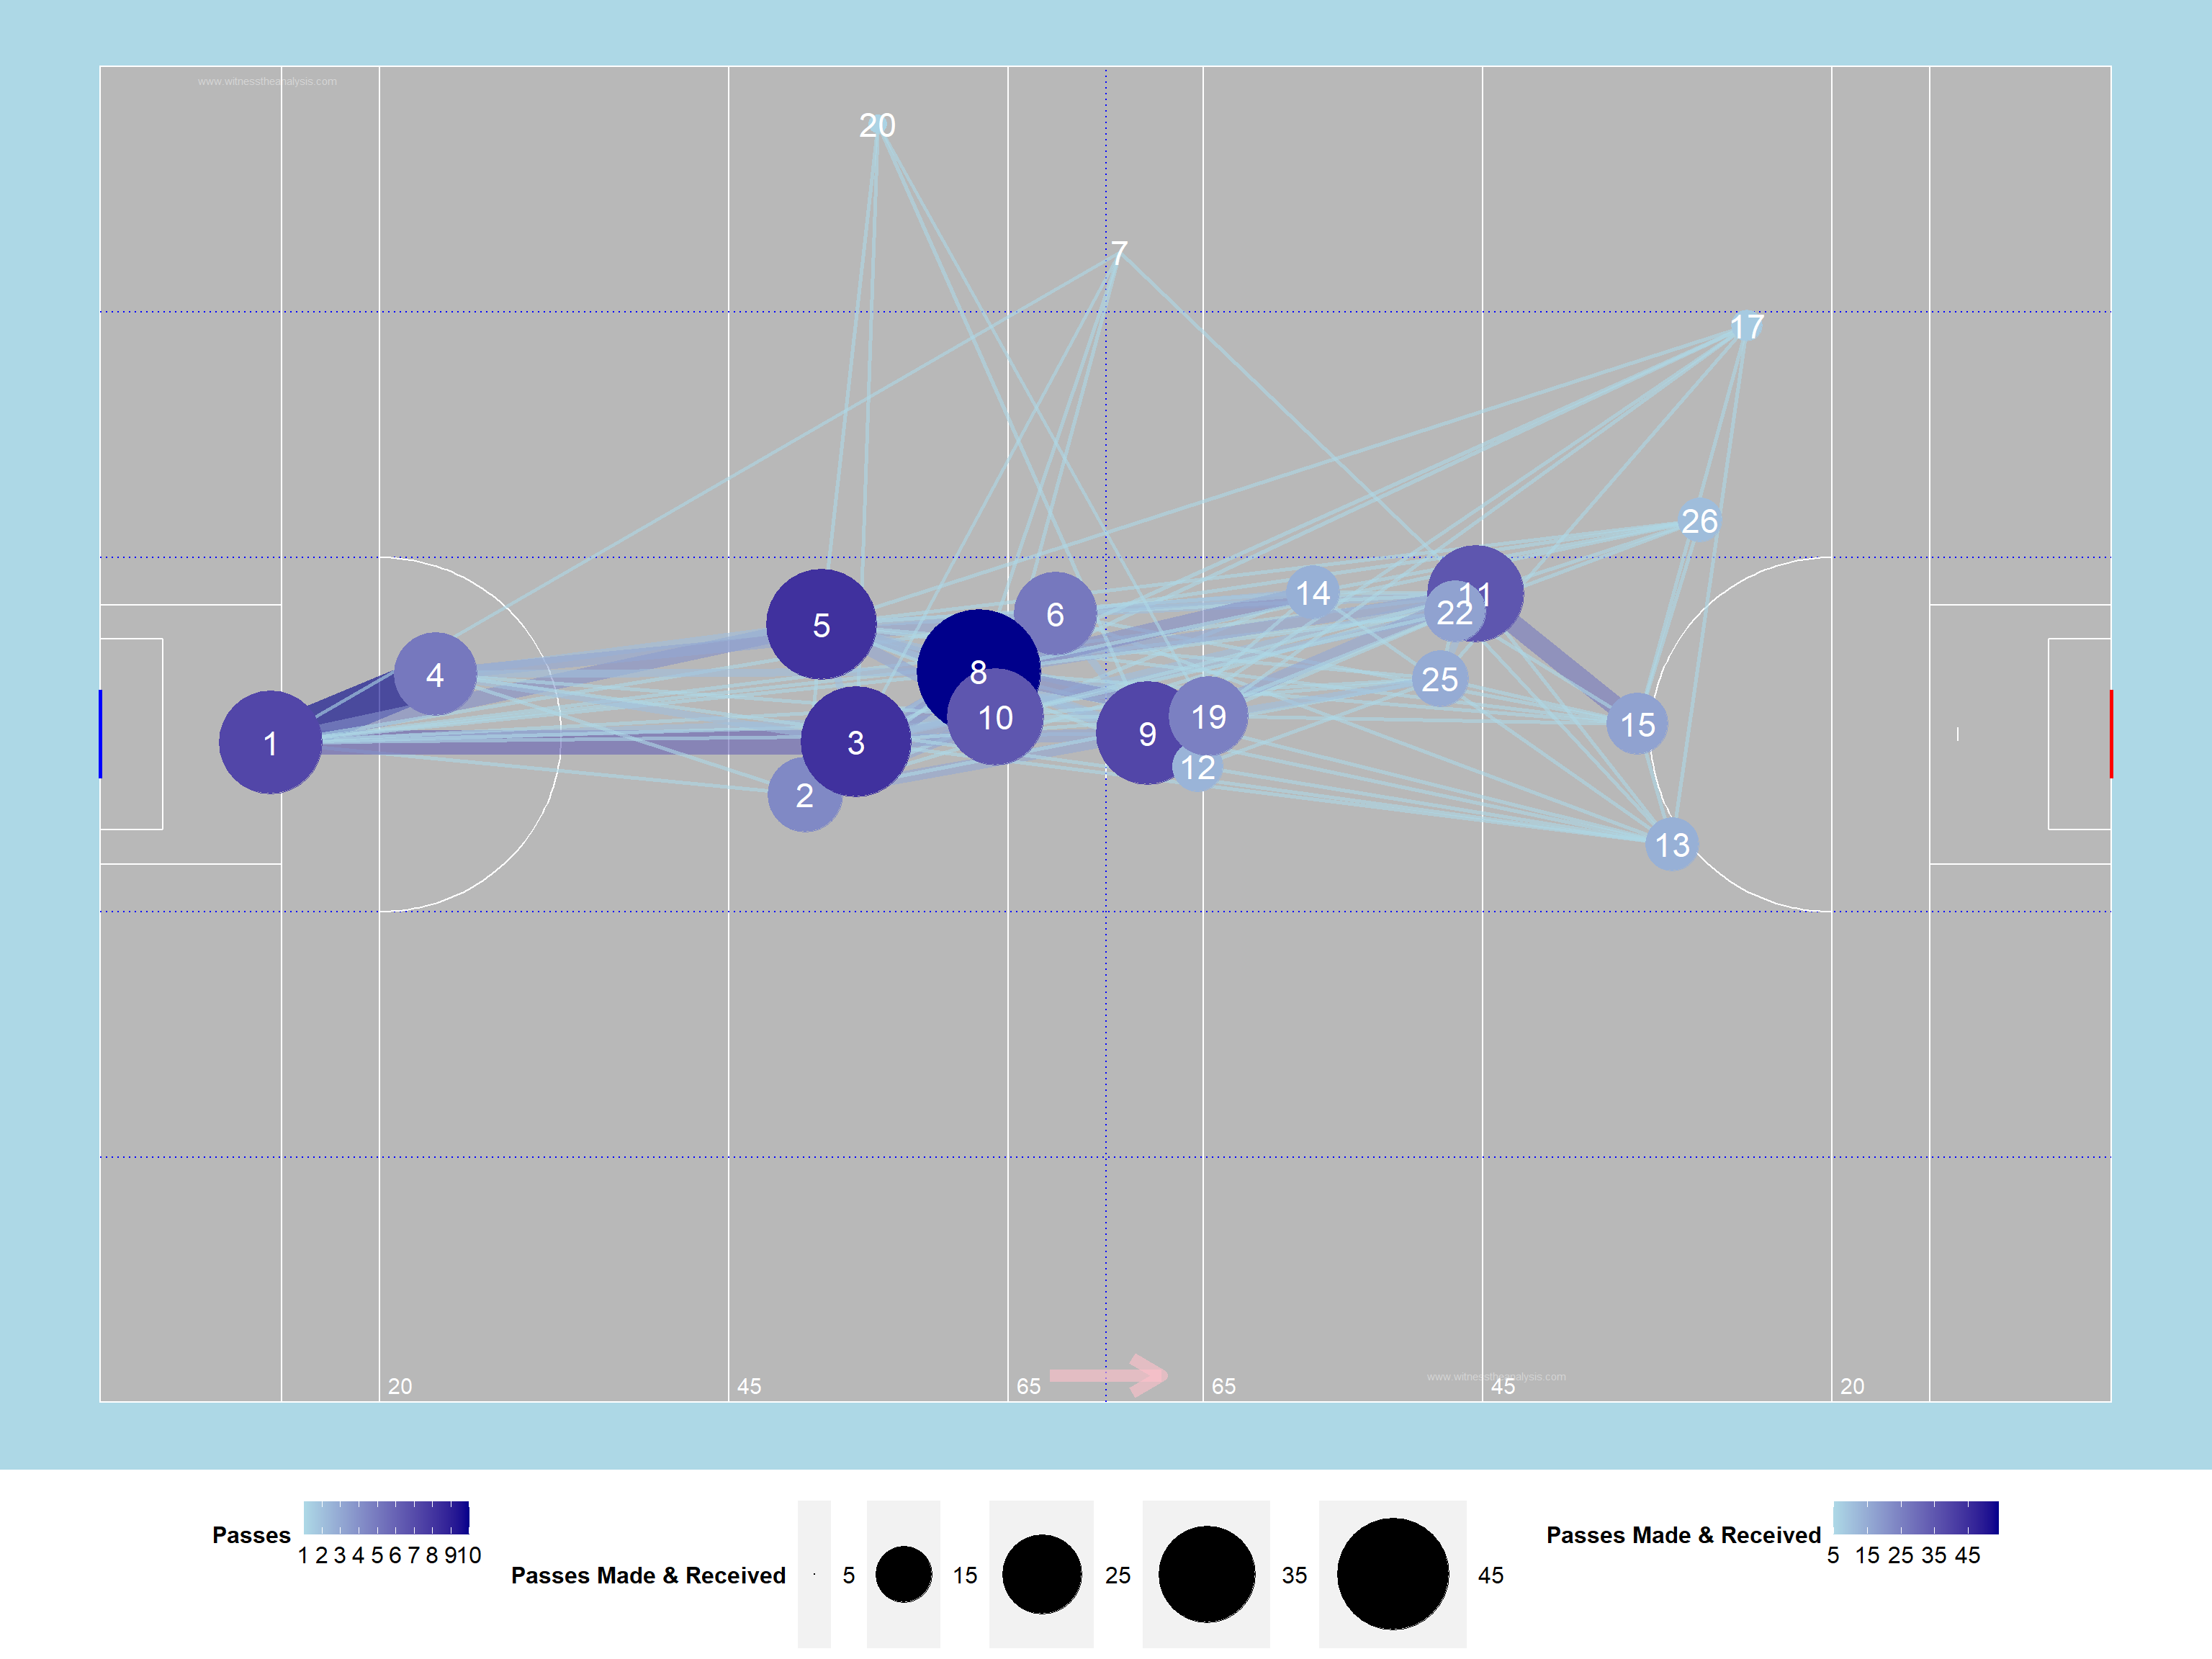 www.witnesstheanalysis.com
20
7
17
26
14
11
22
5
6
4
8
25
10
19
15
1
3
9
12
2
13
www.witnesstheanalysis.com
20 45 65 65 45 20
Passes
1 2 3 4 5 6 7 8 9 10
Passes Made & Received 5 15 25 35 45
Passes Made & Received
5 15 25 35 45